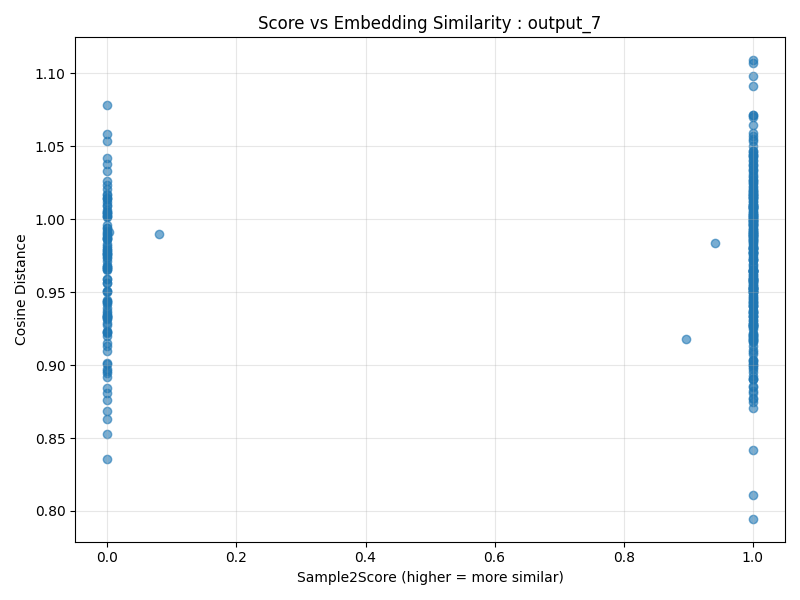 Score vs Embedding Similarity : output_7
1.10
1.05
1.00
0.95
0.90
0.85
0.80
Cosine Distance
0.0 0.2 0.4 0.6 0.8 1.0
Sample2Score (higher = more similar)